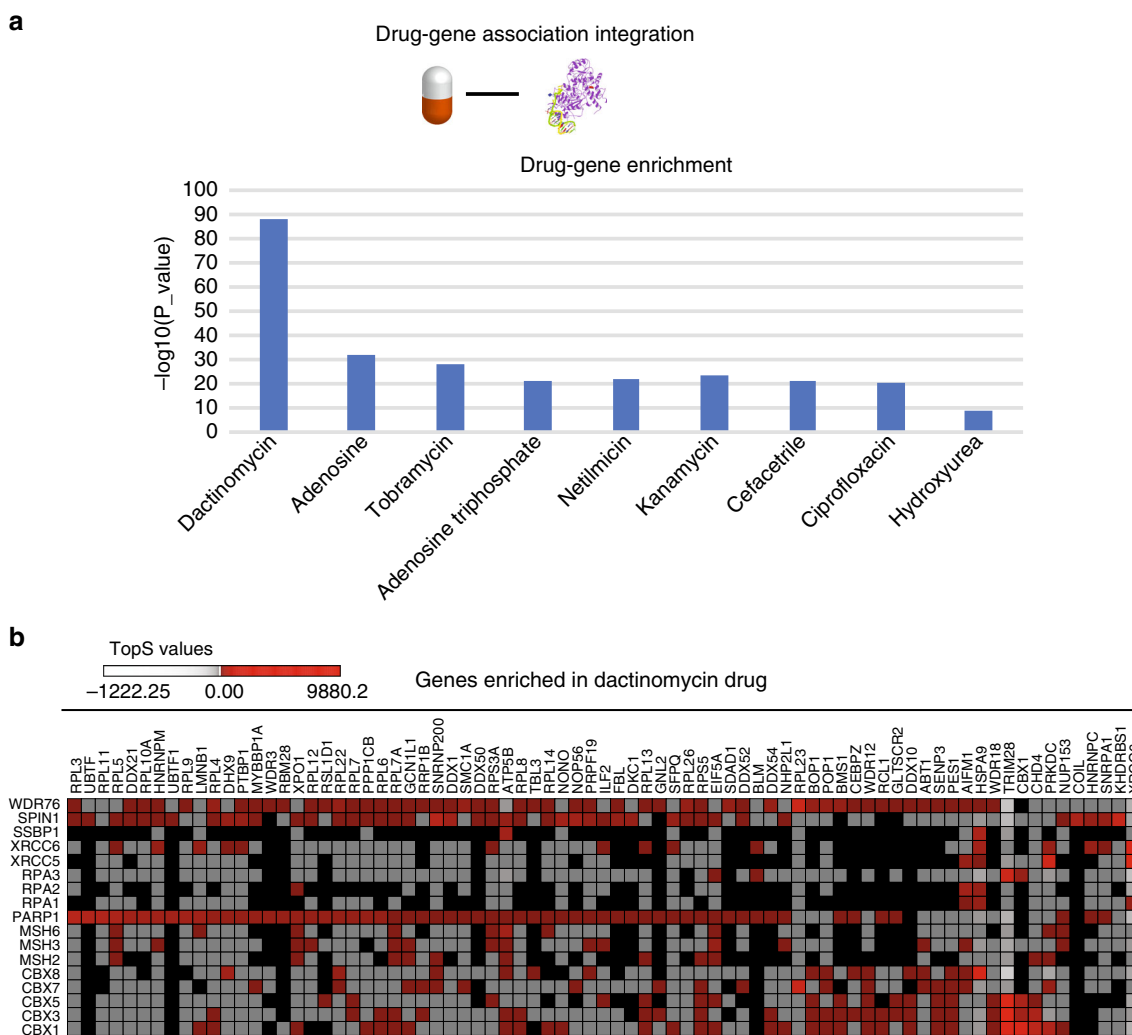 a
Drug-gene association integration
Drug-gene enrichment
–log10(P_value)
100
90
80
70
60
50
40
30
20
10
0
Dactinomycin
Adenosine
Tobramycin
Adenosine triphosphate
Netilmicin
Kanamycin
Cefacetrile
Ciprofloxacin
Hydroxyurea
b
TopS values
–1222.25 0.00 9880.2
Genes enriched in dactinomycin drug
RPL3
UBTF
RPL11
RPL5
DDX21
RPL10A
HNRNPM
UBTF1
RPL9
LMNB1
RPL4
DHX9
PTBP1
MYBBP1A
WDR3
RBM28
XPO1
RPL12
RSL1D1
RPL22
RPL7
PPP1CB
RPL6
RPL7A
GCN1L1
RRP1B
SNRNP200
DDX1
SMC1A
DDX50
RPS3A
ATP5B
RPL8
TBL3
RPL14
NONO
NOP56
PRPF19
ILF2
FBL
DKC1
RPL13
GNL2
SFPQ
RPL26
RPS5
EIF5A
SDAD1
DDX52
BLM
DDX54
NHP2L1
RPL23
BOP1
POP1
BMS1
CEBPZ
WDR12
RCL1
GLTSCR2
DDX10
ABT1
SENP3
PES1
AIFM1
HSPA9
WDR18
TRIM28
CBX1
CHD4
PRKDC
NUP153
COIL
HNRNPC
SNRPA1
KHDRBS1
WDR76
SPIN1
SSBP1
XRCC6
XRCC5
RPA3
RPA2
RPA1
PARP1
MSH6
MSH3
MSH2
CBX8
CBX7
CBX5
CBX3
CBX1